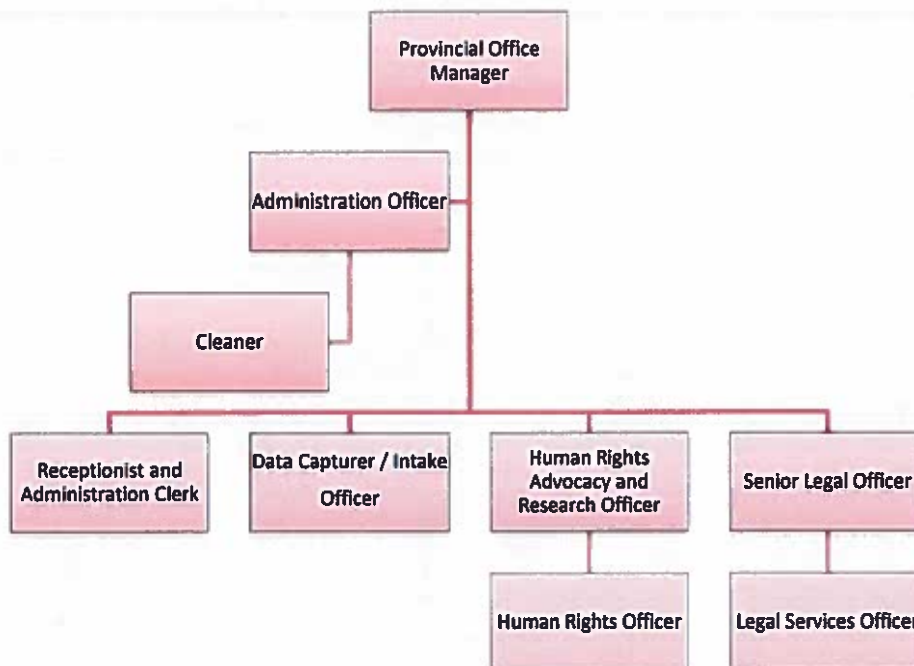 Provincial Office
Manager
Administration Officer
Cleaner
Receptionist and
Administration Clerk
Data Capturer / Intake
Officer
Human Rights
Advocacy and
Research Officer
Senior Legal Officer
Human Rights Officer
Legal Services Officer